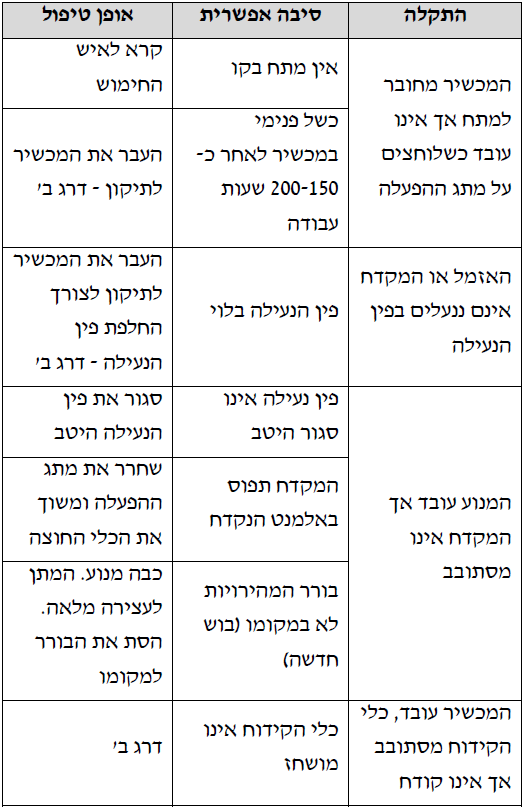 התקלה
סיבה אפשרית
אופן טיפול
המכשיר מחובר
למתח אך אינו
עובד כשלוחצים
על מתג ההפעלה
אין מתח בקו
קרא לאיש
החימוש
כשל פנימי
במכשיר לאחר כ-
200-150 שעות
עבודה
העבר את המכשיר
לתיקון - דרג ב'
האזמל או המקדח
אינם ננעלים בפין
הנעילה
פין הנעילה בלוי
העבר את המכשיר
לתיקון לצורך
החלפת פין
הנעילה - דרג ב'
המנוע עובד אך
המקדח אינו
מסתובב
פין נעילה אינו
סגור היטב
סגור את פין
הנעילה היטב
המקדח תפוס
באלמנט הנקדח
שחרר את מתג
ההפעלה ומשוך
את הכלי החוצה
בורר המהירויות
לא במקומו (בוש
חדשה)
כבה מנוע. המתן
לעצירה מלאה.
הסת את הבורר
למקומו
המכשיר עובד, כלי
הקידוח מסתובב
אך אינו קודח
כלי הקידוח אינו
מושחז
דרג ב'